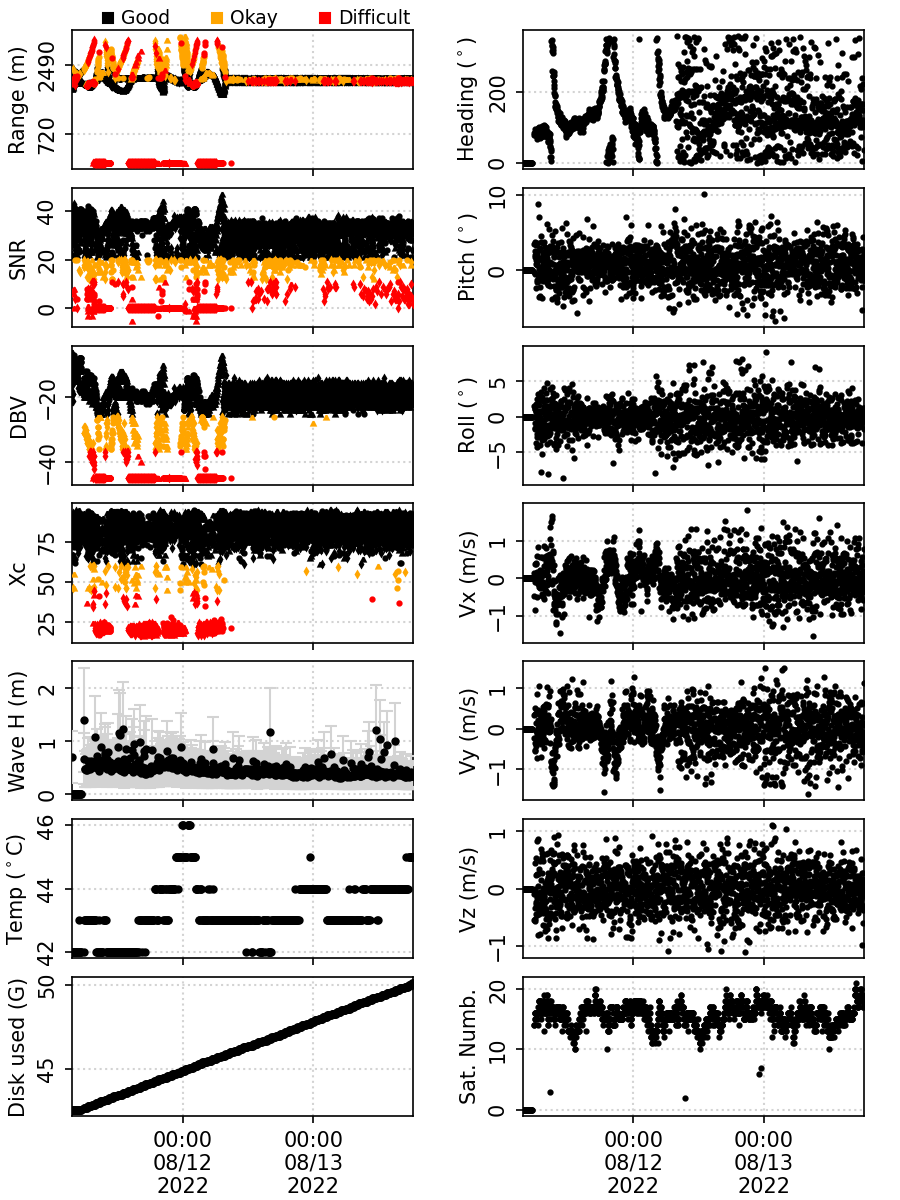 Good Okay Difficult
Range (m)
2490
720
Heading (°)
200
0
SNR
40
20
0
Pitch (°)
10
0
DBV
−20
−40
Roll (°)
5
0
−5
Xc
75
50
25
Vx (m/s)
1
0
−1
Wave H (m)
2
1
0
Vy (m/s)
1
0
−1
Temp (°C)
46
44
42
Vz (m/s)
1
0
−1
Disk used (G)
50
45
Sat. Numb.
20
10
0
00:00 00:00 00:00 00:00
08/12 08/13 08/12 08/13
2022 2022 2022 2022